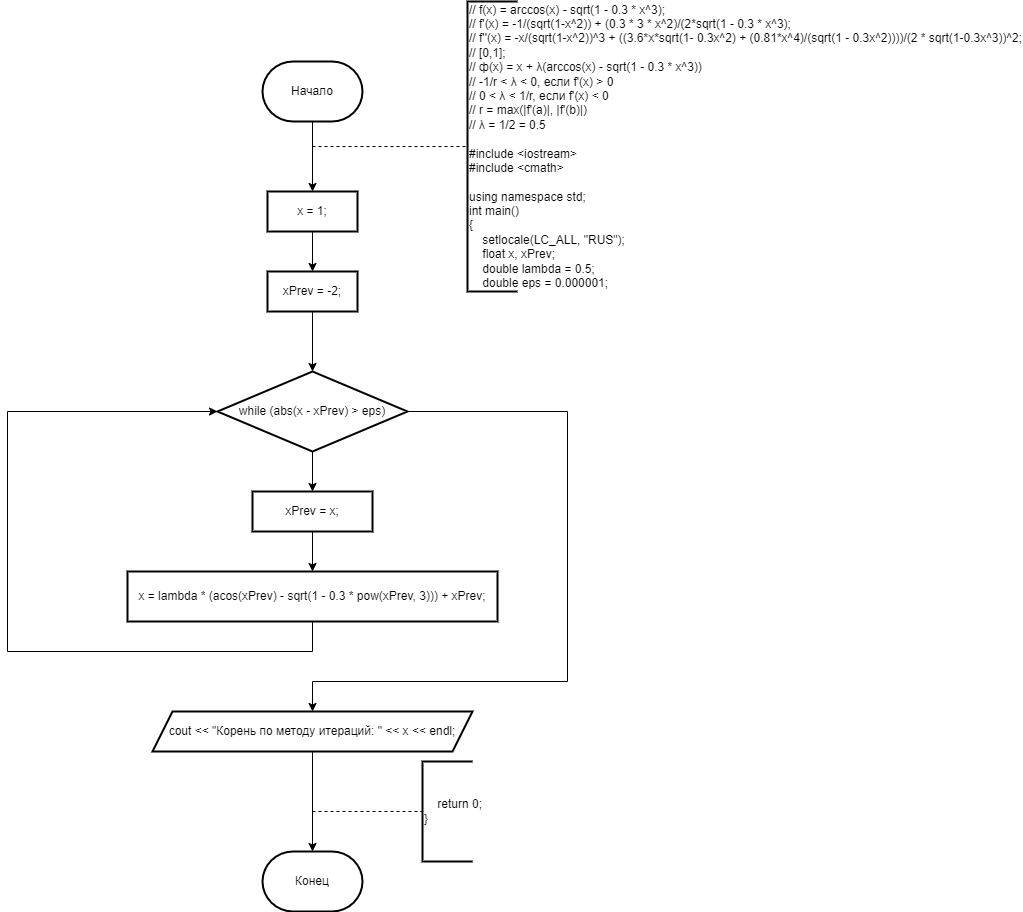 // f(x) = arccos(x) - sqrt(1 - 0.3 * x^3);
// f'(x) = -1/(sqrt(1-x^2)) + (0.3 * 3 * x^2)/(2*sqrt(1 - 0.3 * x^3);
// f''(x) = -x/(sqrt(1-x^2))^3 + ((3.6*x*sqrt(1- 0.3x^2) + (0.81*x^4)/(sqrt(1 - 0.3x^2))))/(2 * sqrt(1-0.3x^3))^2;
// [0,1];
// ф(x) = x + λ(arccos(x) - sqrt(1 - 0.3 * x^3))
// -1/r < λ < 0, если f'(x) > 0
// 0 < λ < 1/r, если f'(x) < 0
// r = max(|f'(a)|, |f'(b)|)
// λ = 1/2 = 0.5
#include <iostream>
#include <cmath>
using namespace std;
int main()
{
setlocale(LC_ALL, "RUS");
float x, xPrev;
double lambda = 0.5;
double eps = 0.000001;
Начало
x = 1;
xPrev = -2;
while (abs(x - xPrev) > eps)
xPrev = x;
x = lambda * (acos(xPrev) - sqrt(1 - 0.3 * pow(xPrev, 3))) + xPrev;
cout << "Корень по методу итераций: " << x << endl;
return 0;
}
Конец